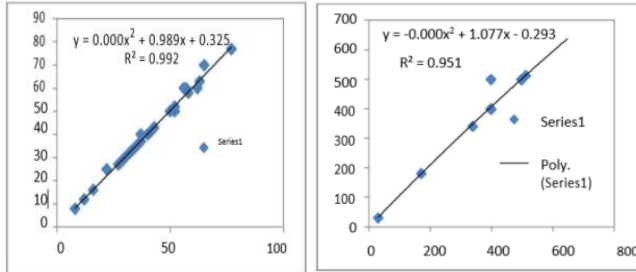 90
80
70
60
50
40
30
20
10
0
y = 0.000x² + 0.989x + 0.325
R² = 0.992
Series1
0 50 100
700
600
500
400
300
200
100
0
y = -0.000x² + 1.077x - 0.293
R² = 0.951
Series1
Poly.
(Series1)
0 200 400 600 800